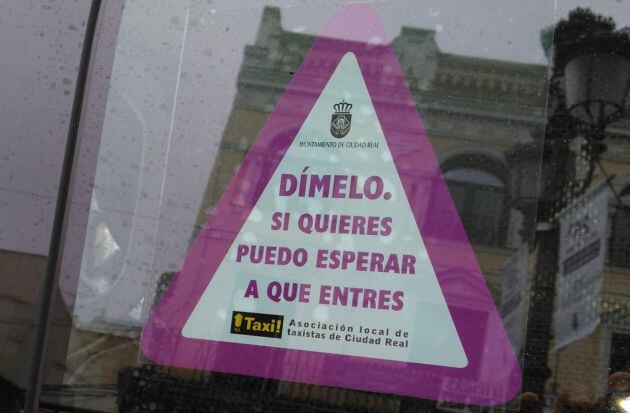 AYUNTAMIENTO DE CIUDAD REAL
DÍMELO.
SI QUIERES
PUEDO ESPERAR
A QUE ENTRES
Taxi!
Asociación local de
taxistas de Ciudad Real